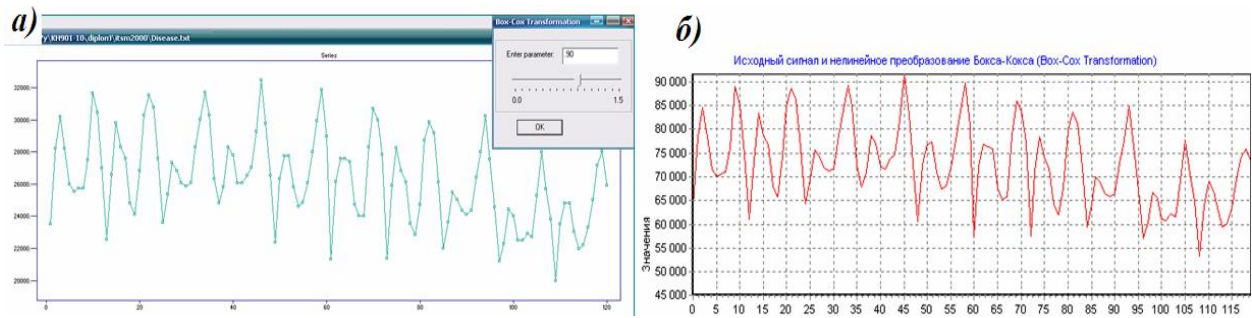 а)
ry\KH901-10\diplon1\itsm2000\Disease.txt
Series
32000
30000
28000
26000
24000
22000
20000
0 20 40 60 80 100 120
Box-Cox Transformation
Enter parameter: 90
0.0 1.5
OK
б)
Исходный сигнал и нелинейное преобразование Бокса-Кокса (Box-Cox Transformation)
Значения
90 000
85 000
80 000
75 000
70 000
65 000
60 000
55 000
50 000
45 000
0 5 10 15 20 25 30 35 40 45 50 55 60 65 70 75 80 85 90 95 100 105 110 115